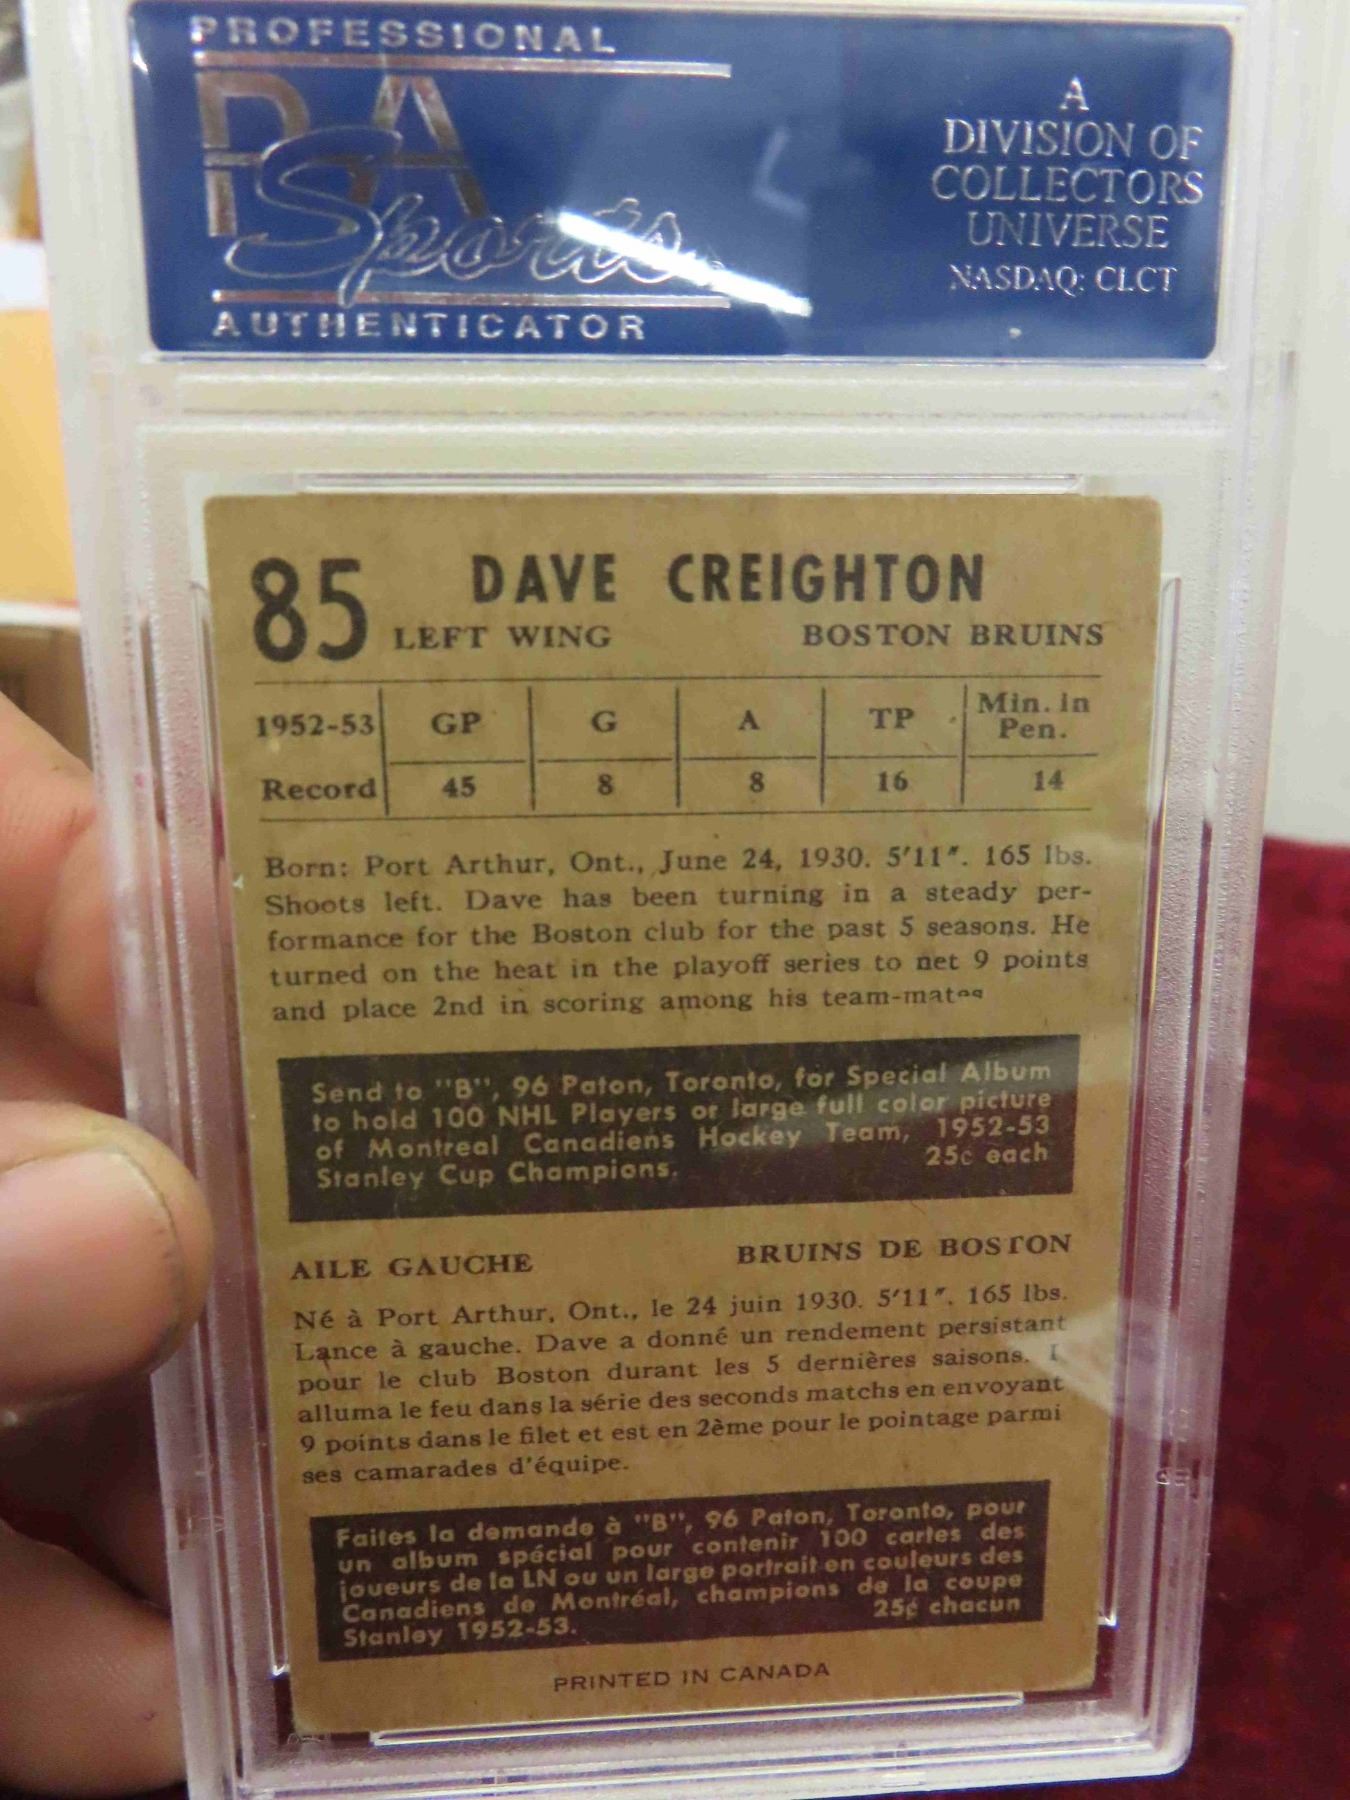 PROFESSIONAL
PSA
Sports
AUTHENTICATOR
A
DIVISION OF
COLLECTORS
UNIVERSE
NASDAQ: CLCT
85 DAVE CREIGHTON
LEFT WING BOSTON BRUINS
1952-53 GP G A TP Min. in Pen.
Record 45 8 8 16 14
Born: Port Arthur, Ont., June 24, 1930. 5'11". 165 lbs.
Shoots left. Dave has been turning in a steady per-
formance for the Boston club for the past 5 seasons. He
turned on the heat in the playoff series to net 9 points
and place 2nd in scoring among his team-mates
Send to "B", 96 Paton, Toronto, for Special Album
to hold 100 NHL Players or large full color picture
of Montreal Canadiens Hockey Team, 1952-53
Stanley Cup Champions. 25c each
AILE GAUCHE BRUINS DE BOSTON
Né à Port Arthur, Ont., le 24 juin 1930. 5'11". 165 lbs.
Lance à gauche. Dave a donné un rendement persistant
pour le club Boston durant les 5 dernières saisons. I
alluma le feu dans la série des seconds matchs en envoyant
9 points dans le filet et est en 2ème pour le pointage parmi
ses camarades d'équipe.
Faites la demande à "B", 96 Paton, Toronto, pour
un album spécial pour contenir 100 cartes des
joueurs de la LN ou un large portrait en couleurs des
Canadiens de Montréal, champions de la coupe
Stanley 1952-53. 25¢ chacun
PRINTED IN CANADA